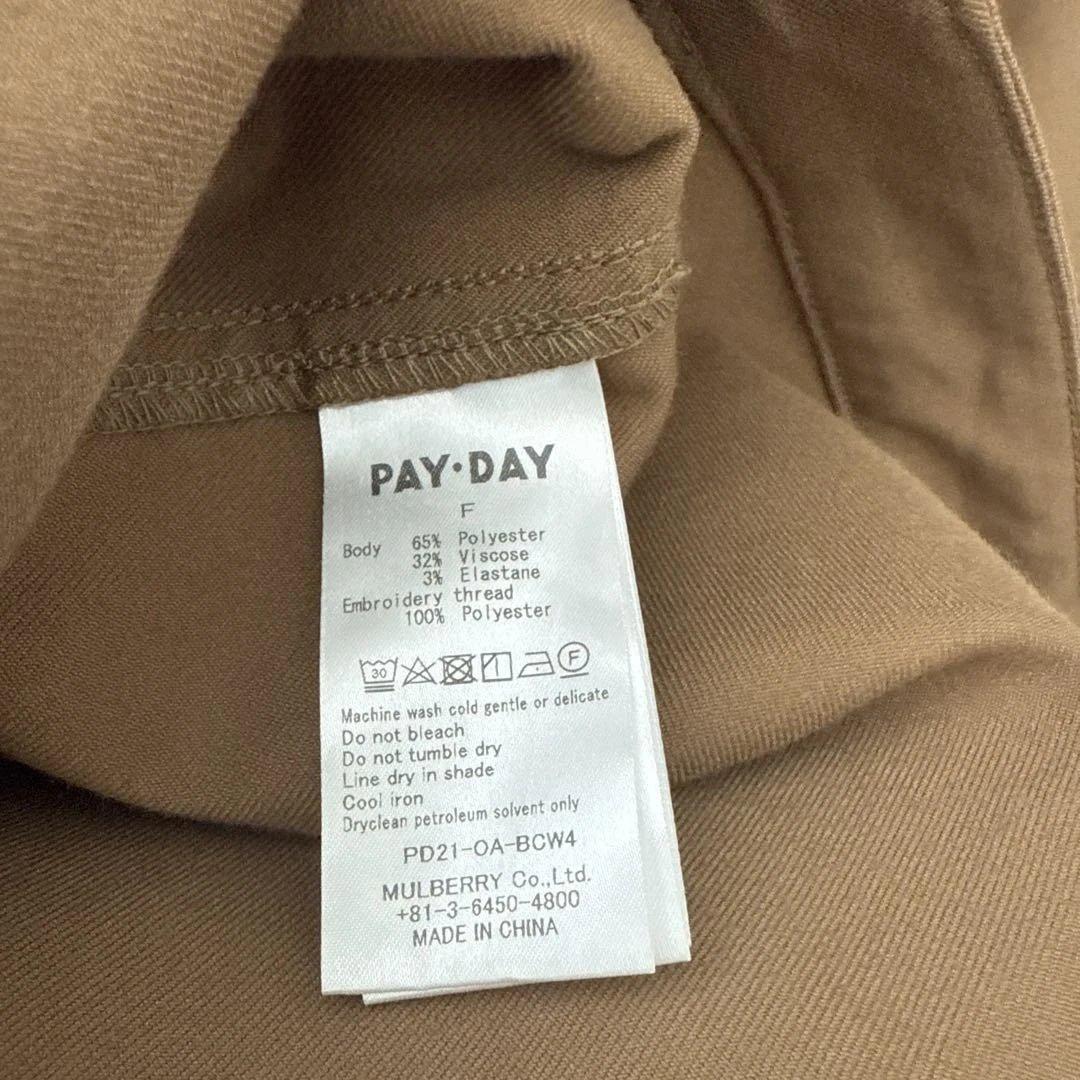 PAY·DAY
F
Body 65% Polyester
32% Viscose
3% Elastane
Embroidery thread
100% Polyester
30 F
Machine wash cold gentle or delicate
Do not bleach
Do not tumble dry
Line dry in shade
Cool iron
Dryclean petroleum solvent only
PD21-OA-BCW4
MULBERRY Co.,Ltd.
+81-3-6450-4800
MADE IN CHINA